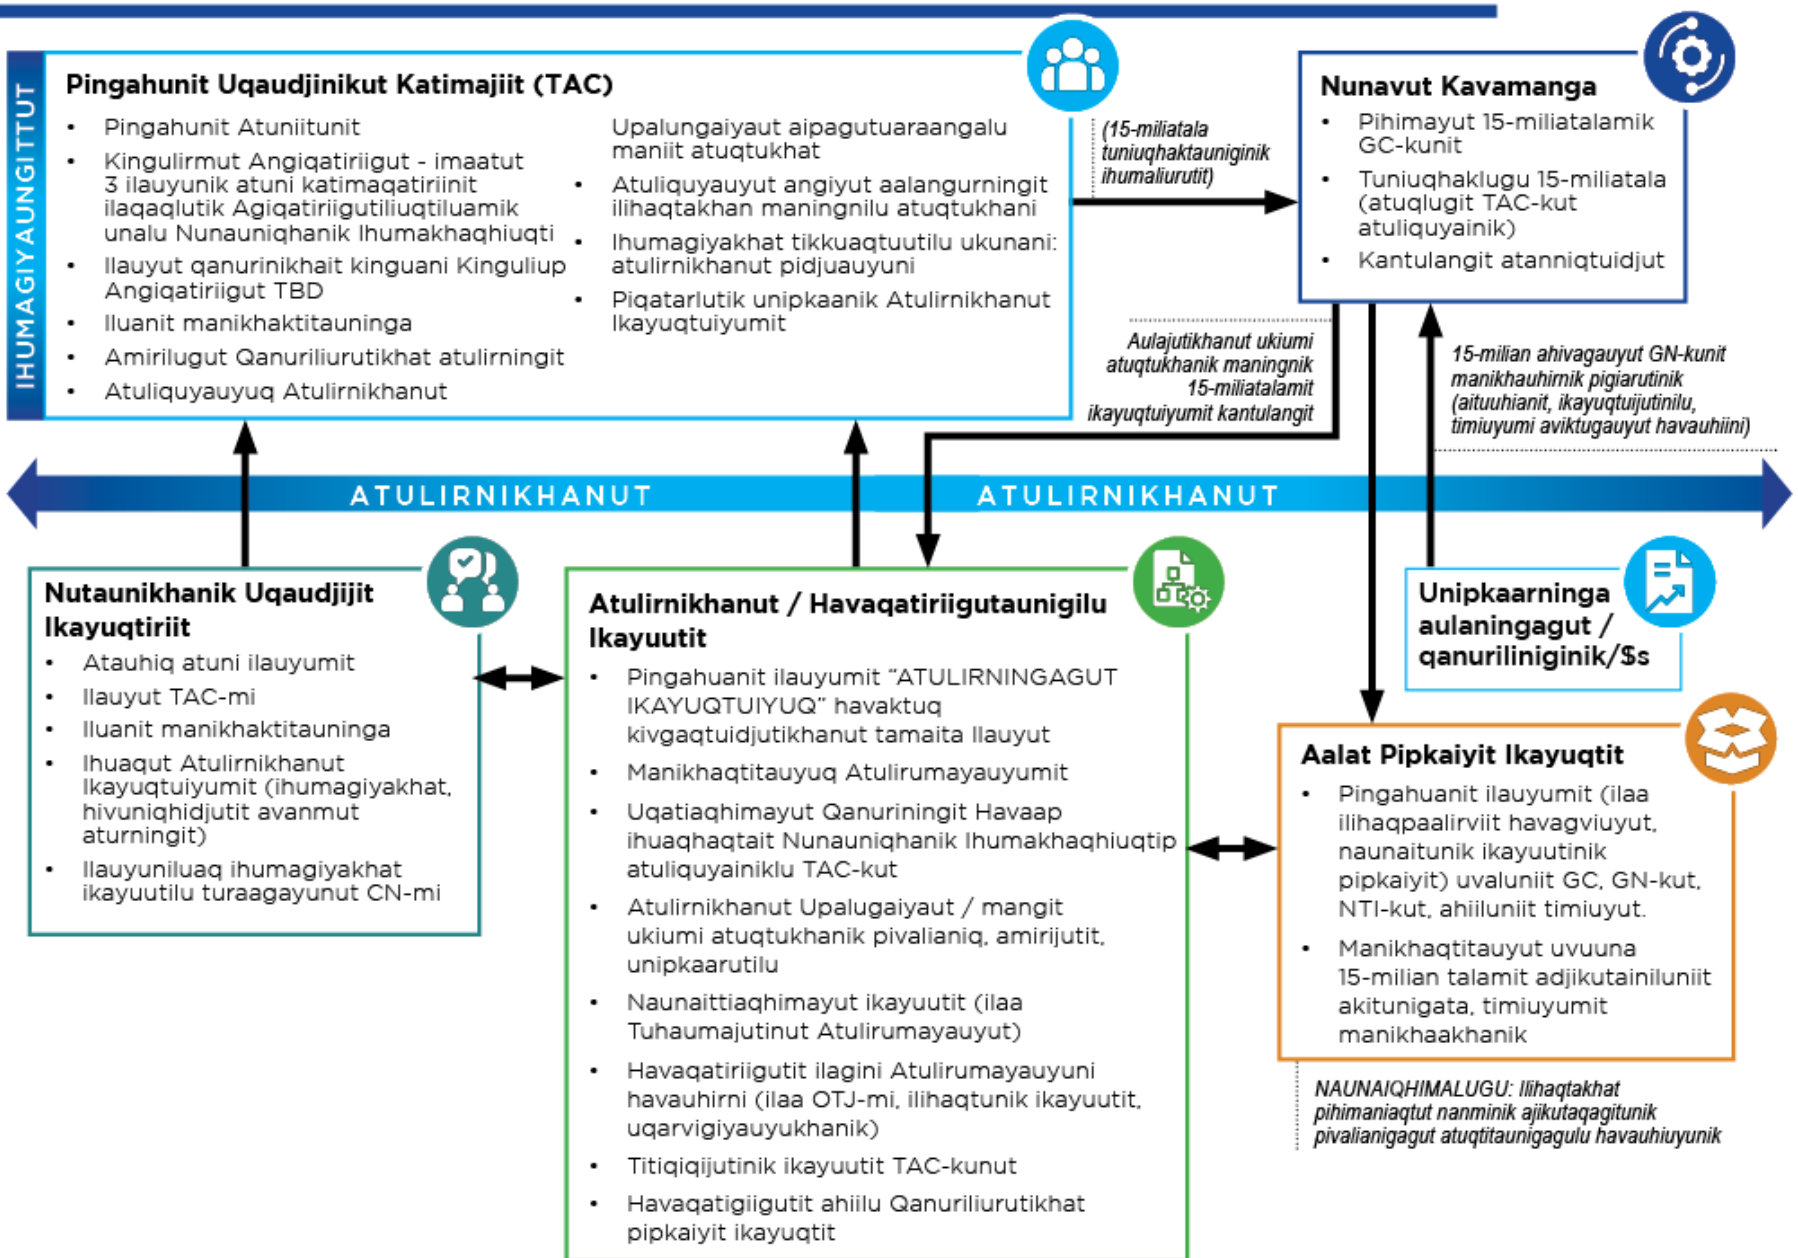 IHUMAGIYAUNGITTUT
Pingahunit Uqaudjinikut Katimajiit (TAC)
• Pingahunit Atuniitunit
• Kingulirmut Angiqatiriigut - imaatut
3 ilauyunik atuni katimaqatiriinit
ilaqaqlutik Agiqatiriigutiliuqtiluamik
unalu Nunauniqhanik Ihumakhaqhiuqti
• Ilauyut qanurinikhait kinguani Kinguliup
Angiqatiriigut TBD
• Iluanit manikhaktitauninga
• Amirilugut Qanuriliurutikhat atulirningit
• Atuliquyauyuq Atulirnikhanut
Upalungaiyaut aipagutuaraangalu
maniit atuqtukhat
• Atuliquyauyut angiyut aalangurningit
ilihaqtakhan maningnilu atuqtukhani
• Ihumagiyakhat tikkuaqtuutilu ukunani:
atulirnikhanut pidjuauyuni
• Piqatarlutik unipkaanik Atulirnikhanut
Ikayuqtuiyumit
(15-miliatala
tuniuqhaktauniginik
ihumaliurutit)
Nunavut Kavamanga
• Pihimayut 15-miliatalamik
GC-kunit
• Tuniuqhaklugu 15-miliatala
(atuqlugit TAC-kut
atuliquyainik)
• Kantulangit atanniqtuidjut
Aulajutikhanut ukiumi
atuqtukhanik maningnik
15-miliatalamit
ikayuqtuiyumit kantulangit
15-milian ahivagauyut GN-kunit
manikhauhirnik pigiarutinik
(aituuhianit, ikayuqtuijutinilu,
timiuyumi aviktugauyut havauhiini)
ATULIRNIKHANUT
ATULIRNIKHANUT
Nutaunikhanik Uqaudjijit
Ikayuqtiriit
• Atauhiq atuni ilauyumit
• Ilauyut TAC-mi
• Iluanit manikhaktitauninga
• Ihuaqut Atulirnikhanut
Ikayuqtuiyumit (ihumagiyakhat,
hivuniqhidjutit avanmut
aturningit)
• Ilauyuniluaq ihumagiyakhat
ikayuutilu turaagayunut CN-mi
Atulirnikhanut / Havaqatiriigutaunigilu
Ikayuutit
• Pingahuanit ilauyumit “ATULIRNINGAGUT
IKAYUQTUIYUQ” havaktuq
kivgaqtuidjutikhanut tamaita Ilauyut
• Manikhaqtitauyuq Atulirumayauyumit
• Uqatiaqhimayut Qanuriningit Havaap
ihuaqhaqtait Nunauniqhanik Ihumakhaqhiuqtip
atuliquyainiklu TAC-kut
• Atulirnikhanut Upalugaiyaut / mangit
ukiumi atuqtukhanik pivalianiq, amirijutit,
unipkaarutilu
• Naunaittiaqhimayut ikayuutit (ilaa
Tuhaumajutinut Atulirumayauyut)
• Havaqatiriigutit ilagini Atulirumayauyuni
havauhirni (ilaa OTJ-mi, ilihaqtunik ikayuutit,
uqarvigiyauyukhanik)
• Titiqiqijutinik ikayuutit TAC-kunut
• Havaqatigiigutit ahiilu Qanuriliurutikhat
pipkaiyit ikayuqtit
Unipkaarninga
aulaningagut /
qanuriliniginik/$s
Aalat Pipkaiyit Ikayuqtit
• Pingahuanit ilauyumit (ilaa
ilihaqpaalirviit havagviuyut,
naunaitunik ikayuutinik
pipkaiyit) uvaluniit GC, GN-kut,
NTI-kut, ahiiluniit timiuyut.
• Manikhaqtitauyut uvuuna
15-milian talamit adjikutainiluniit
akitunigata, timiuyumit
manikhaakhanik
NAUNAIQHIMALUGU: Ilihaqtakhat
pihimaniaqtut nanminik ajikutaqagitunik
pivalianigagut atuqtitaunigagulu havauhiuyunik